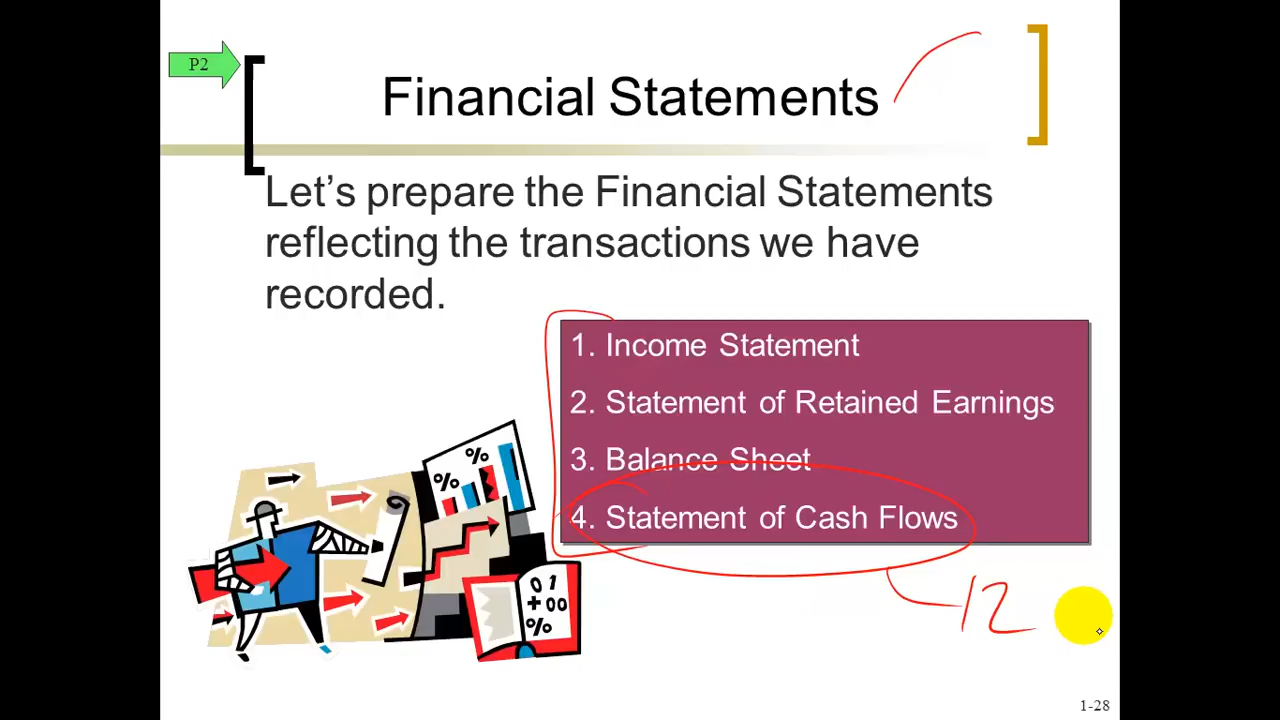 P2
Financial Statements
Let’s prepare the Financial Statements
reflecting the transactions we have
recorded.
1. Income Statement
2. Statement of Retained Earnings
3. Balance Sheet
4. Statement of Cash Flows
%
%
0 1
+ 00
%
12
1-28